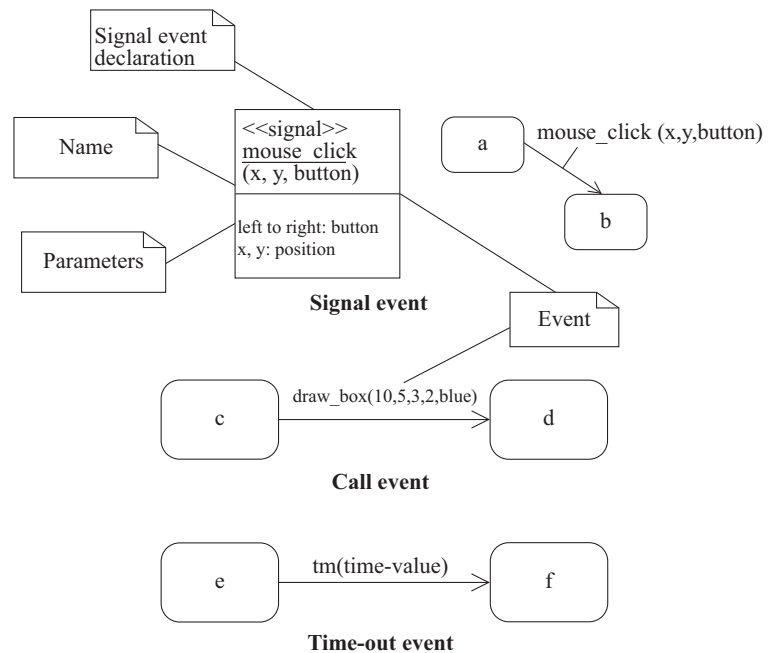 Signal event
declaration
Name
Parameters
<<signal>>
mouse_click
(x, y, button)
left to right: button
x, y: position
a
mouse_click (x,y,button)
b
Signal event
Event
c
draw_box(10,5,3,2,blue)
d
Call event
e
tm(time-value)
f
Time-out event